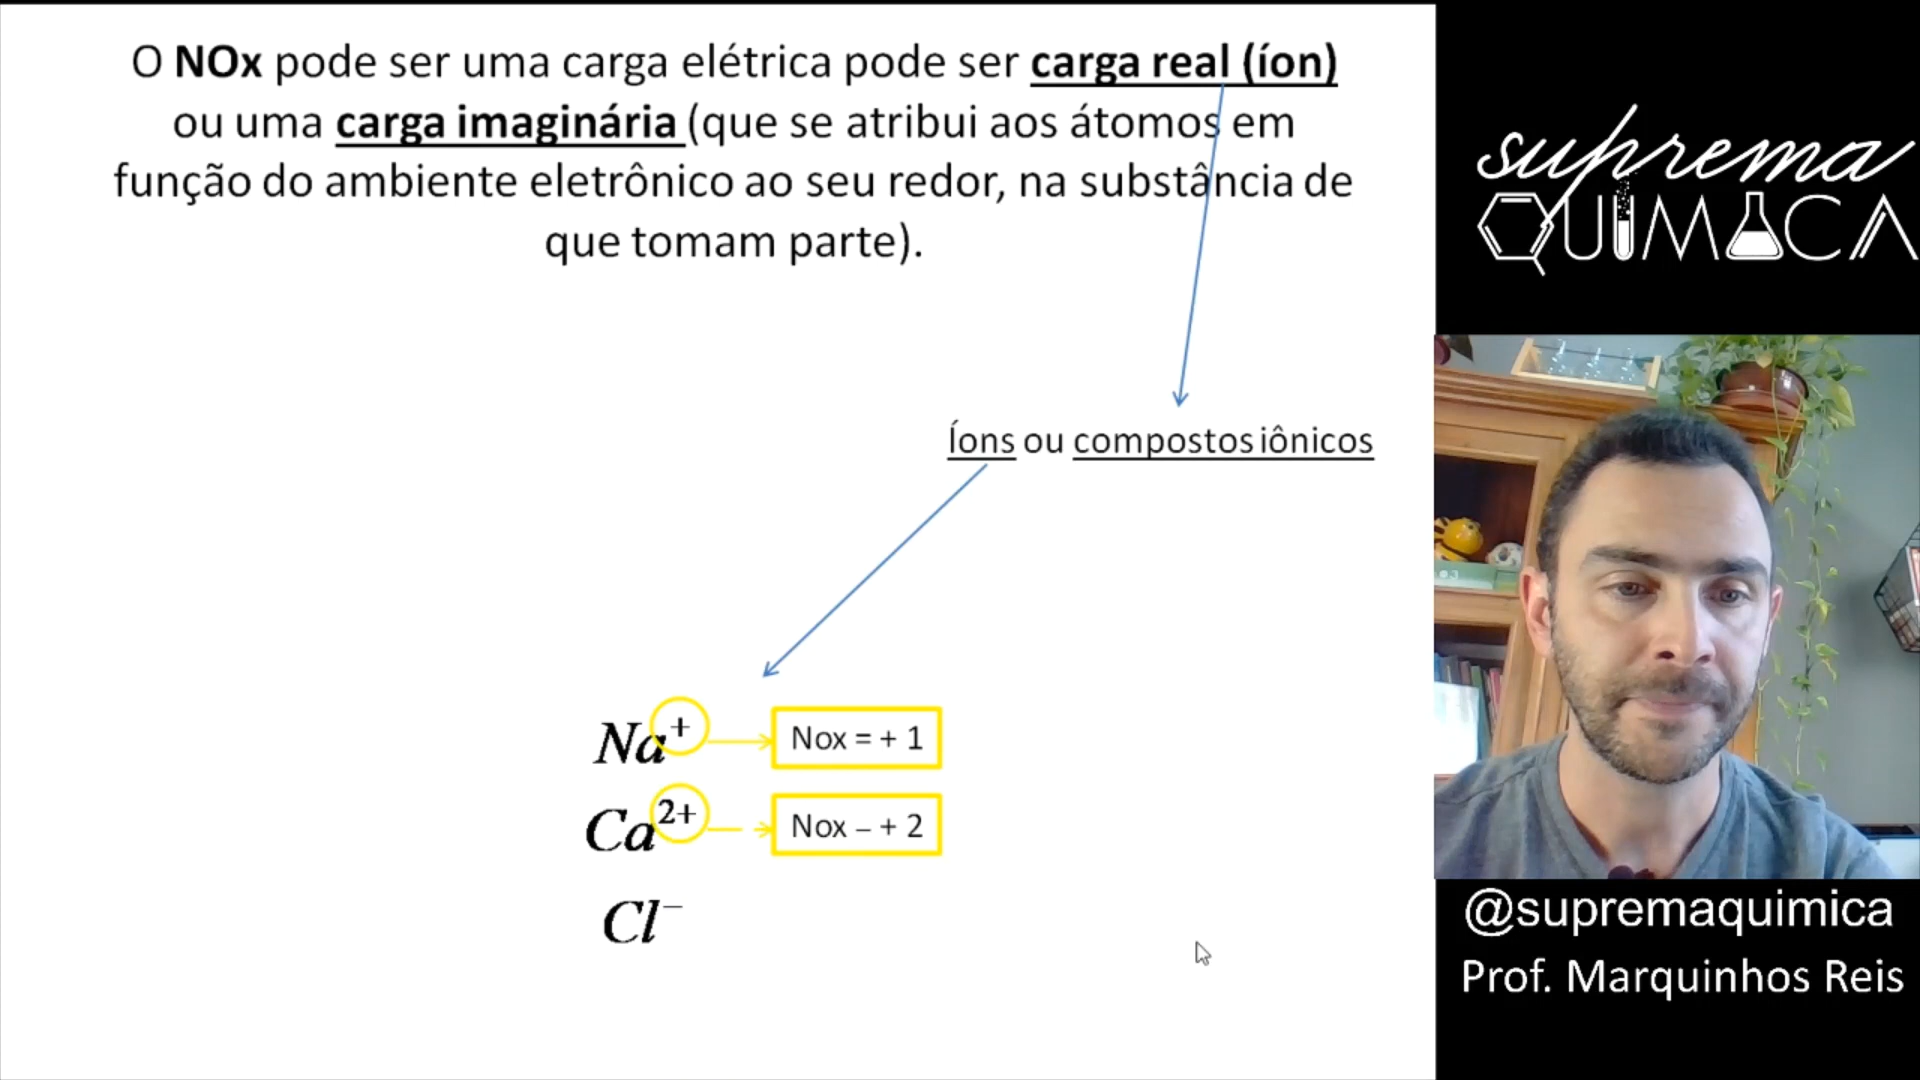 O NOx pode ser uma carga elétrica pode ser carga real (íon)
ou uma carga imaginária (que se atribui aos átomos em
função do ambiente eletrônico ao seu redor, na substância de
que tomam parte).
Íons ou compostos iônicos
Na⁺ Nox = + 1
Ca²⁺ Nox – + 2
Cl⁻
suprema
QUÍMICA
@supremaquimica
Prof. Marquinhos Reis